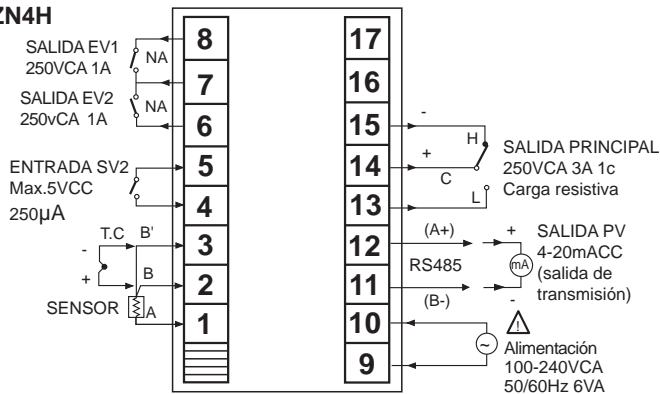 ZN4H
SALIDA EV1
250VCA 1A
NA
SALIDA EV2
250vCA 1A
NA
ENTRADA SV2
Max.5VCC
250µA
T.C
B'
-
+
B
SENSOR
A
8
7
6
5
4
3
2
1
17
16
15
14
13
12
11
10
9
-
H
+
C
L
SALIDA PRINCIPAL
250VCA 3A 1c
Carga resistiva
(A+)
RS485
(B-)
+
mA
-
SALIDA PV
4-20mACC
(salida de
transmisión)
!
~
Alimentación
100-240VCA
50/60Hz 6VA